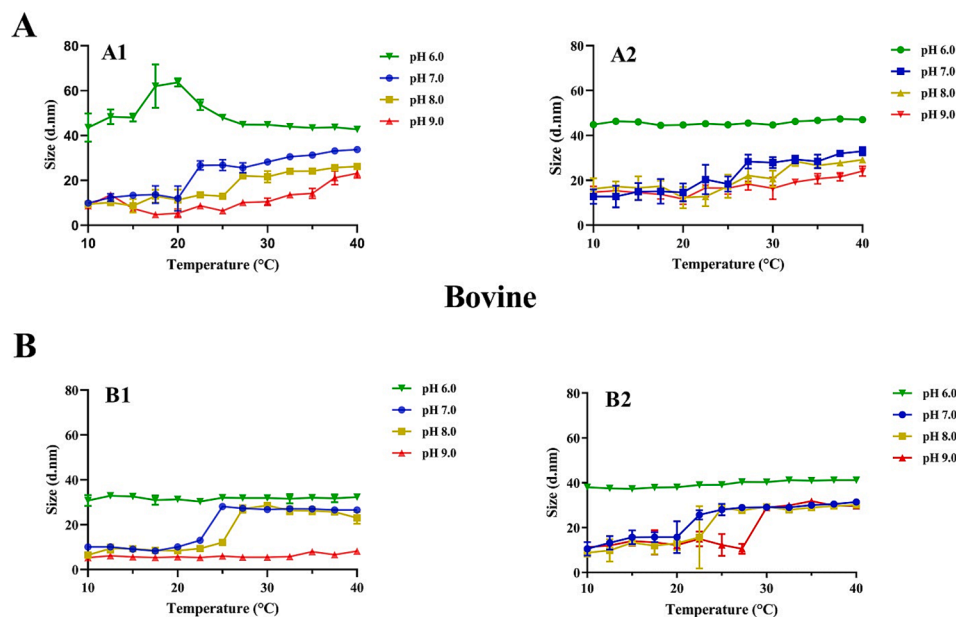 A
A1
80
60
40
20
0
Size (d.nm)
10 20 30 40
Temperature (°C)
pH 6.0
pH 7.0
pH 8.0
pH 9.0
A2
80
60
40
20
0
Size (d.nm)
10 20 30 40
Temperature (°C)
pH 6.0
pH 7.0
pH 8.0
pH 9.0
Bovine
B
B1
80
60
40
20
0
Size (d.nm)
10 20 30 40
Temperature (°C)
pH 6.0
pH 7.0
pH 8.0
pH 9.0
B2
80
60
40
20
0
Size (d.nm)
10 20 30 40
Temperature (°C)
pH 6.0
pH 7.0
pH 8.0
pH 9.0